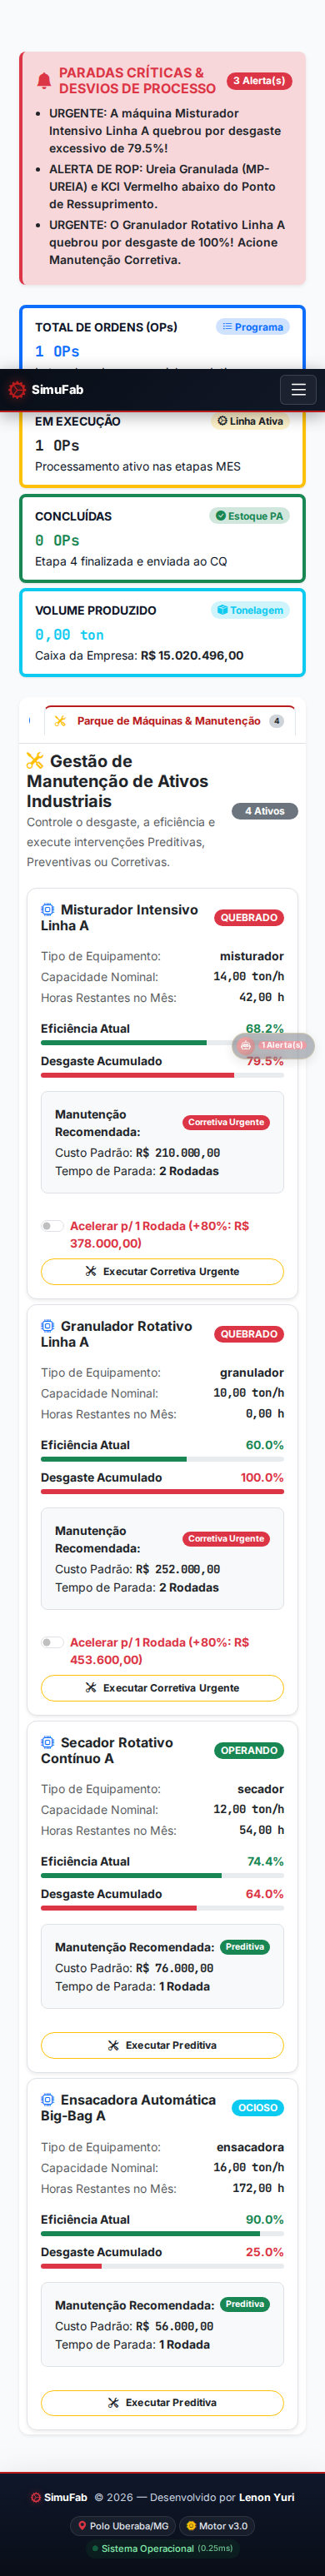 PARADAS CRÍTICAS &
DESVIOS DE PROCESSO
3 Alerta(s)
URGENTE: A máquina Misturador
Intensivo Linha A quebrou por desgaste
excessivo de 79.5%!
ALERTA DE ROP: Ureia Granulada (MP-
UREIA) e KCl Vermelho abaixo do Ponto
de Ressuprimento.
URGENTE: O Granulador Rotativo Linha A
quebrou por desgaste de 100%! Acione
Manutenção Corretiva.
TOTAL DE ORDENS (OPs)
Programa
1 OPs
SimuFab
EM EXECUÇÃO
Linha Ativa
1 OPs
Processamento ativo nas etapas MES
CONCLUÍDAS
Estoque PA
0 OPs
Etapa 4 finalizada e enviada ao CQ
VOLUME PRODUZIDO
Tonelagem
0,00 ton
Caixa da Empresa: R$ 15.020.496,00
Parque de Máquinas & Manutenção 4
Gestão de
Manutenção de Ativos
Industriais
4 Ativos
Controle o desgaste, a eficiência e
execute intervenções Preditivas,
Preventivas ou Corretivas.
Misturador Intensivo
Linha A
QUEBRADO
Tipo de Equipamento: misturador
Capacidade Nominal: 14,00 ton/h
Horas Restantes no Mês: 42,00 h
Eficiência Atual 68.2%
1 Alerta(s)
Desgaste Acumulado 79.5%
Manutenção
Recomendada:
Corretiva Urgente
Custo Padrão: R$ 210.000,00
Tempo de Parada: 2 Rodadas
Acelerar p/ 1 Rodada (+80%: R$
378.000,00)
Executar Corretiva Urgente
Granulador Rotativo
Linha A
QUEBRADO
Tipo de Equipamento: granulador
Capacidade Nominal: 10,00 ton/h
Horas Restantes no Mês: 0,00 h
Eficiência Atual 60.0%
Desgaste Acumulado 100.0%
Manutenção
Recomendada:
Corretiva Urgente
Custo Padrão: R$ 252.000,00
Tempo de Parada: 2 Rodadas
Acelerar p/ 1 Rodada (+80%: R$
453.600,00)
Executar Corretiva Urgente
Secador Rotativo
Contínuo A
OPERANDO
Tipo de Equipamento: secador
Capacidade Nominal: 12,00 ton/h
Horas Restantes no Mês: 54,00 h
Eficiência Atual 74.4%
Desgaste Acumulado 64.0%
Manutenção Recomendada: Preditiva
Custo Padrão: R$ 76.000,00
Tempo de Parada: 1 Rodada
Executar Preditiva
Ensacadora Automática
Big-Bag A
OCIOSO
Tipo de Equipamento: ensacadora
Capacidade Nominal: 16,00 ton/h
Horas Restantes no Mês: 172,00 h
Eficiência Atual 90.0%
Desgaste Acumulado 25.0%
Manutenção Recomendada: Preditiva
Custo Padrão: R$ 56.000,00
Tempo de Parada: 1 Rodada
Executar Preditiva
SimuFab © 2026 — Desenvolvido por Lenon Yuri
Polo Uberaba/MG
Motor v3.0
Sistema Operacional (0.25ms)